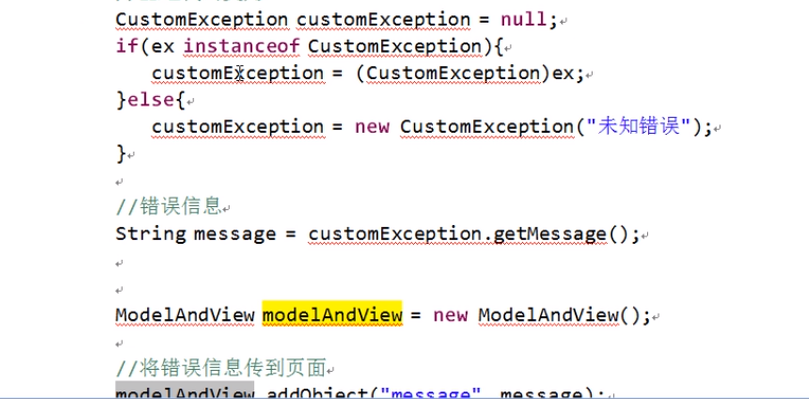 CustomException customException = null;
if(ex instanceof CustomException){
customException = (CustomException)ex;
}else{
customException = new CustomException("未知错误");
}
//错误信息
String message = customException.getMessage();
ModelAndView modelAndView = new ModelAndView();
//将错误信息传到页面
modelAndView.addObject("message", message);